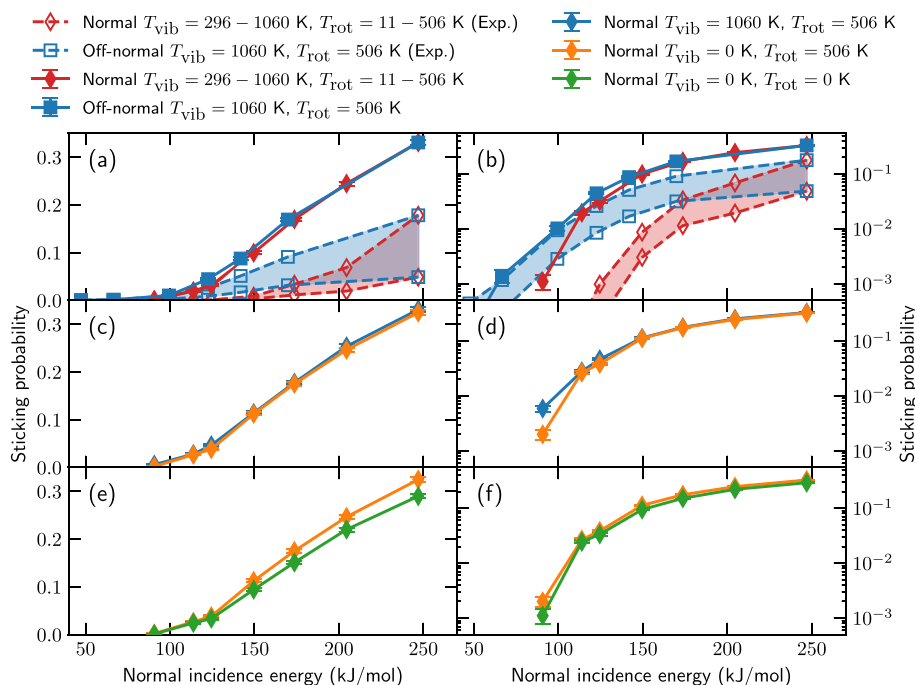 Normal T_vib = 296 − 1060 K, T_rot = 11 − 506 K (Exp.)
Off-normal T_vib = 1060 K, T_rot = 506 K (Exp.)
Normal T_vib = 296 − 1060 K, T_rot = 11 − 506 K
Off-normal T_vib = 1060 K, T_rot = 506 K
Normal T_vib = 1060 K, T_rot = 506 K
Normal T_vib = 0 K, T_rot = 506 K
Normal T_vib = 0 K, T_rot = 0 K
(a)
0.3
0.2
0.1
0.0
(b)
10^−1
10^−2
10^−3
(c)
0.3
0.2
0.1
0.0
(d)
10^−1
10^−2
10^−3
(e)
0.3
0.2
0.1
0.0
(f)
10^−1
10^−2
10^−3
Sticking probability
Sticking probability
50 100 150 200 250
50 100 150 200 250
Normal incidence energy (kJ/mol)
Normal incidence energy (kJ/mol)